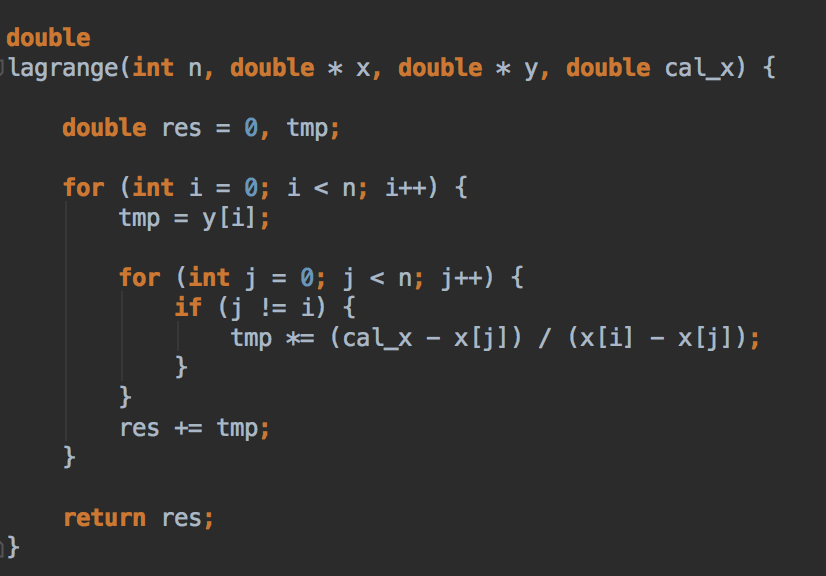 double
lagrange(int n, double * x, double * y, double cal_x) {
    double res = 0, tmp;
    for (int i = 0; i < n; i++) {
        tmp = y[i];
        for (int j = 0; j < n; j++) {
            if (j != i) {
                tmp *= (cal_x - x[j]) / (x[i] - x[j]);
            }
        }
        res += tmp;
    }
    return res;
}